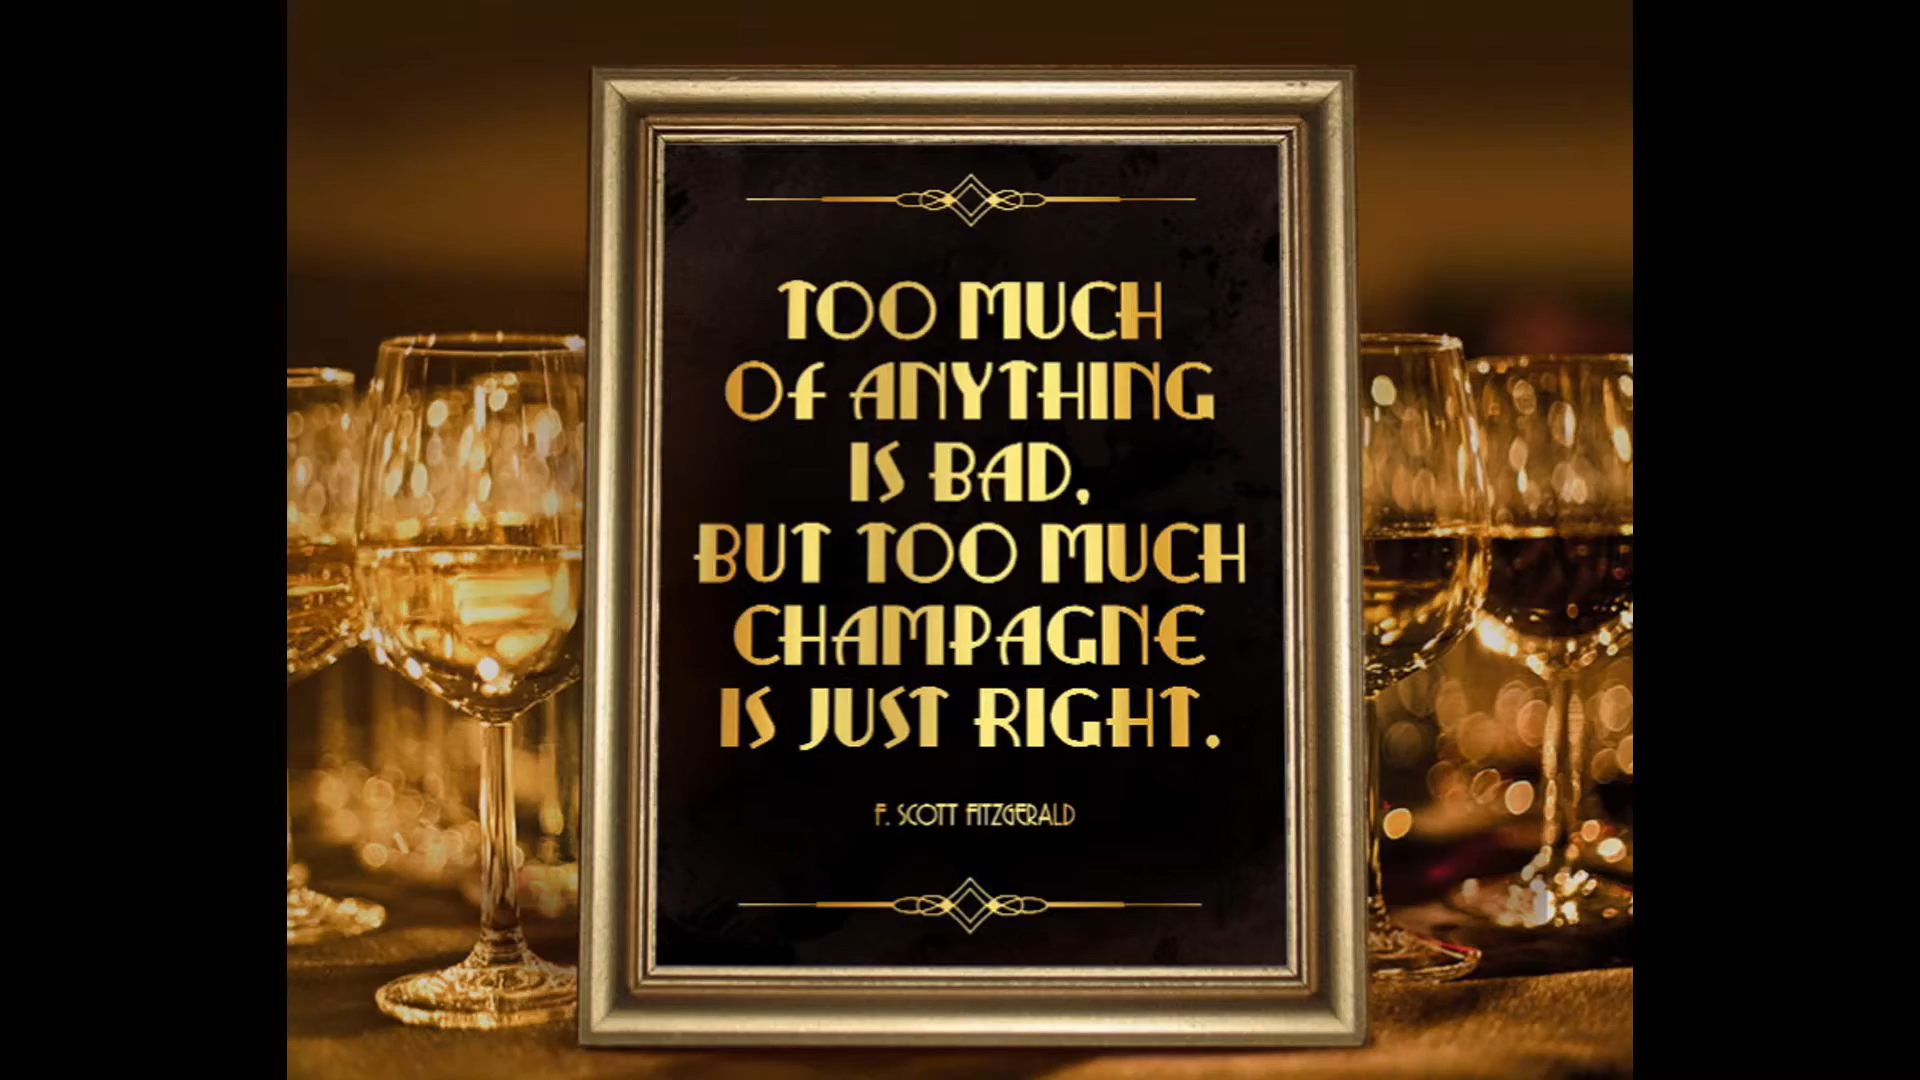 TOO MUCH
OF ANYTHING
IS BAD,
BUT TOO MUCH
CHAMPAGNE
IS JUST RIGHT.
F. SCOTT FITZGERALD